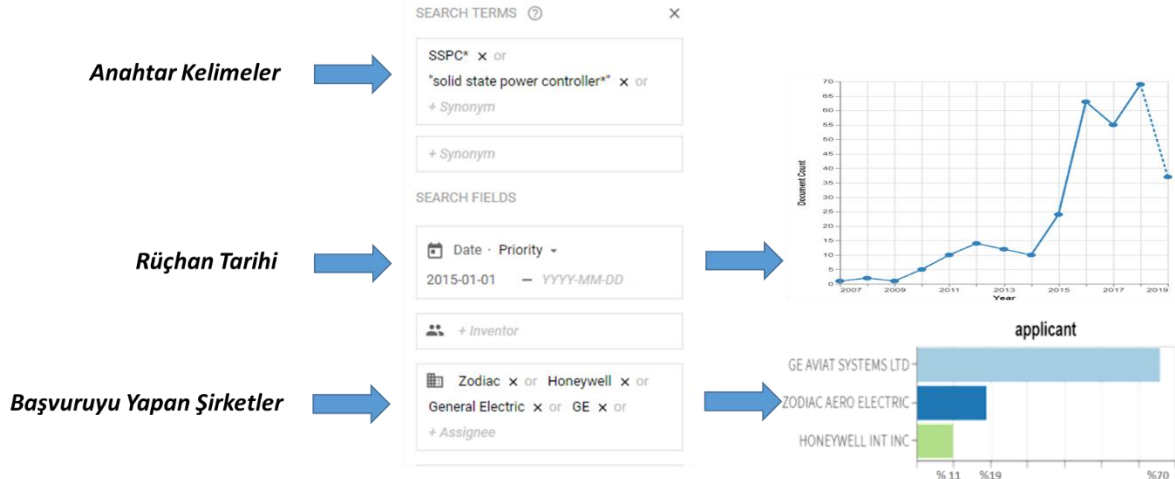 Anahtar Kelimeler
Rüçhan Tarihi
Başvuruyu Yapan Şirketler
SEARCH TERMS ? ×
SSPC* × or
"solid state power controller*" × or
+ Synonym
+ Synonym
SEARCH FIELDS
Date · Priority
2015-01-01 – YYYY-MM-DD
+ Inventor
Zodiac × or Honeywell × or
General Electric × or GE × or
+ Assignee
Document Count
70
65
60
55
50
45
40
35
30
25
20
15
10
5
0
2007 2009 2011 2013 2015 2017 2019
Year
applicant
GE AVIAT SYSTEMS LTD
ZODIAC AERO ELECTRIC
HONEYWELL INT INC
% 11 %19 %70